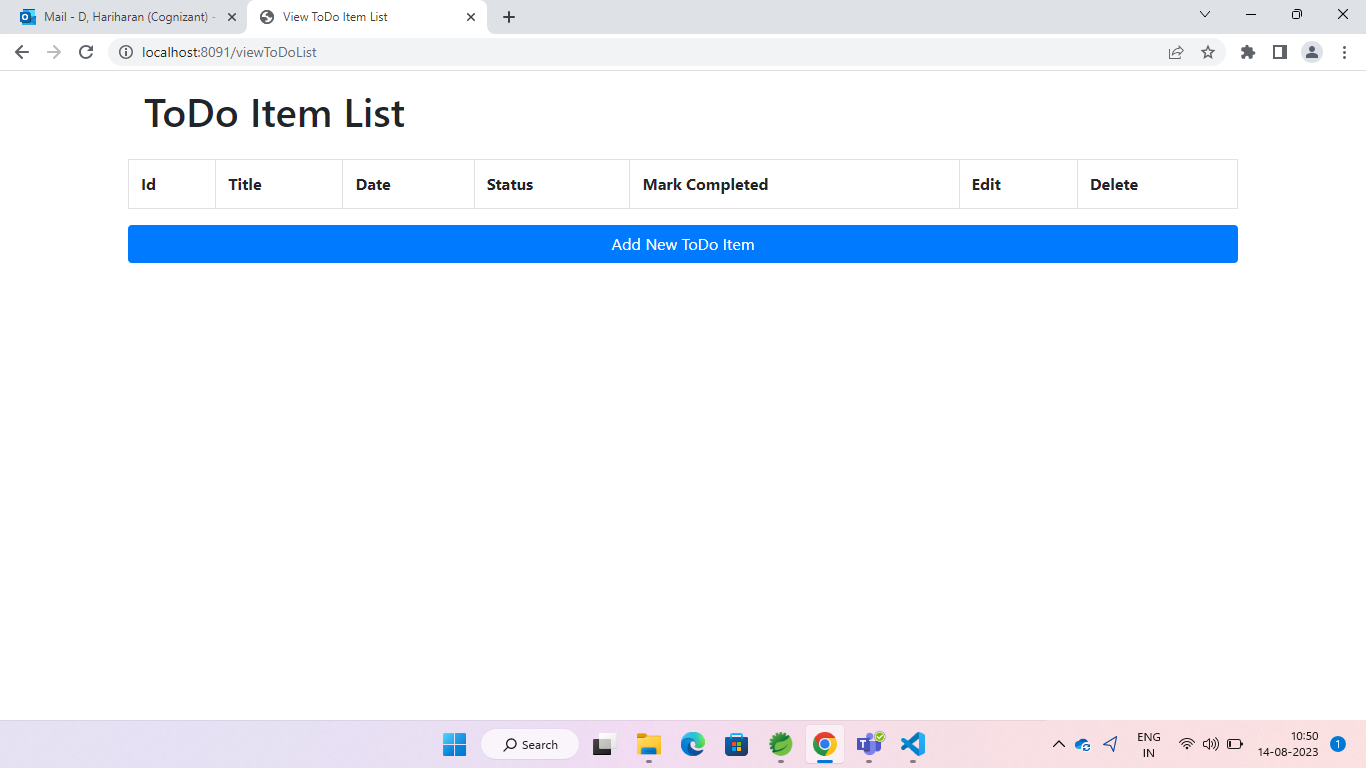 Mail - D, Hariharan (Cognizant) -
View ToDo Item List
localhost:8091/viewToDoList
ToDo Item List
Id Title Date Status Mark Completed Edit Delete
Add New ToDo Item
Search
ENG
IN
10:50
14-08-2023
1